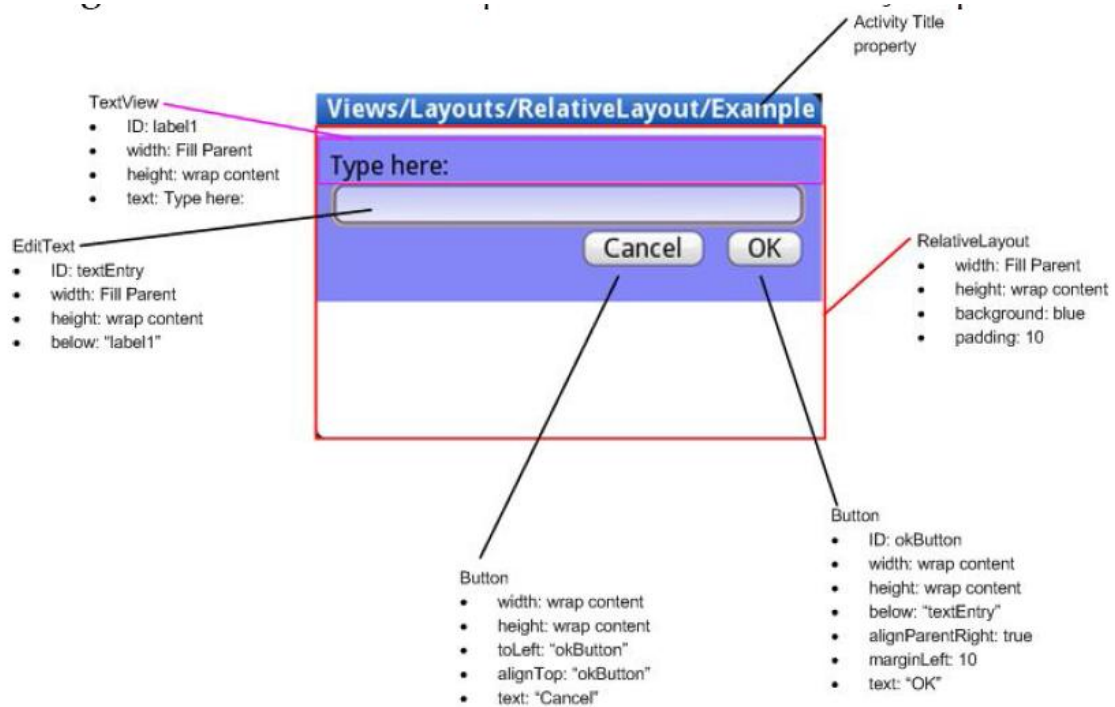 Activity Title
property
TextView
• ID: label1
• width: Fill Parent
• height: wrap content
• text: Type here:
Views/Layouts/RelativeLayout/Example
Type here:
Cancel OK
EditText
• ID: textEntry
• width: Fill Parent
• height: wrap content
• below: “label1”
RelativeLayout
• width: Fill Parent
• height: wrap content
• background: blue
• padding: 10
Button
• width: wrap content
• height: wrap content
• toLeft: “okButton”
• alignTop: “okButton”
• text: “Cancel”
Button
• ID: okButton
• width: wrap content
• height: wrap content
• below: “textEntry”
• alignParentRight: true
• marginLeft: 10
• text: “OK”